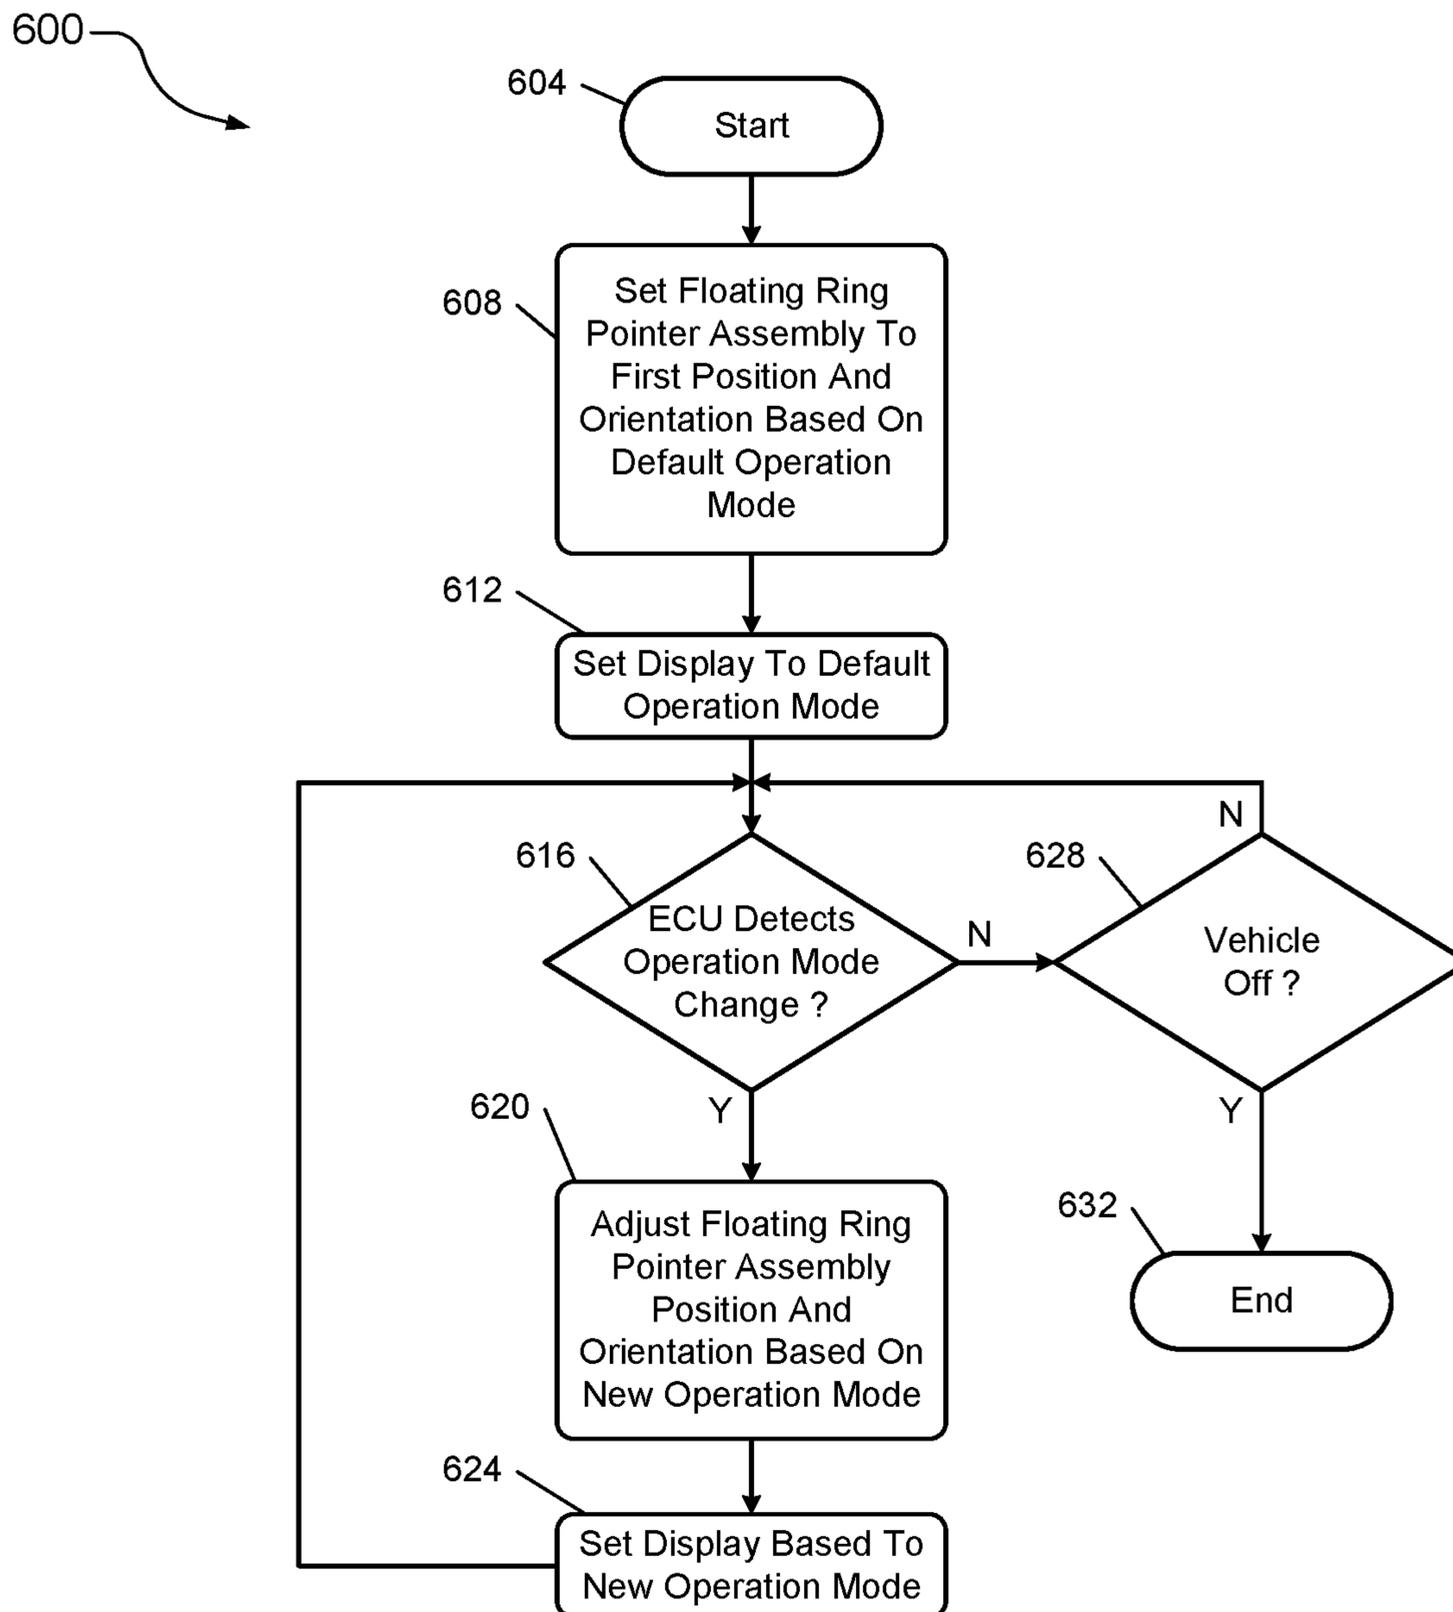 600
604
Start
608
Set Floating Ring
Pointer Assembly To
First Position And
Orientation Based On
Default Operation
Mode
612
Set Display To Default
Operation Mode
616
ECU Detects
Operation Mode
Change ?
N
Y
628
Vehicle
Off ?
N
Y
620
Adjust Floating Ring
Pointer Assembly
Position And
Orientation Based On
New Operation Mode
632
End
624
Set Display Based To
New Operation Mode